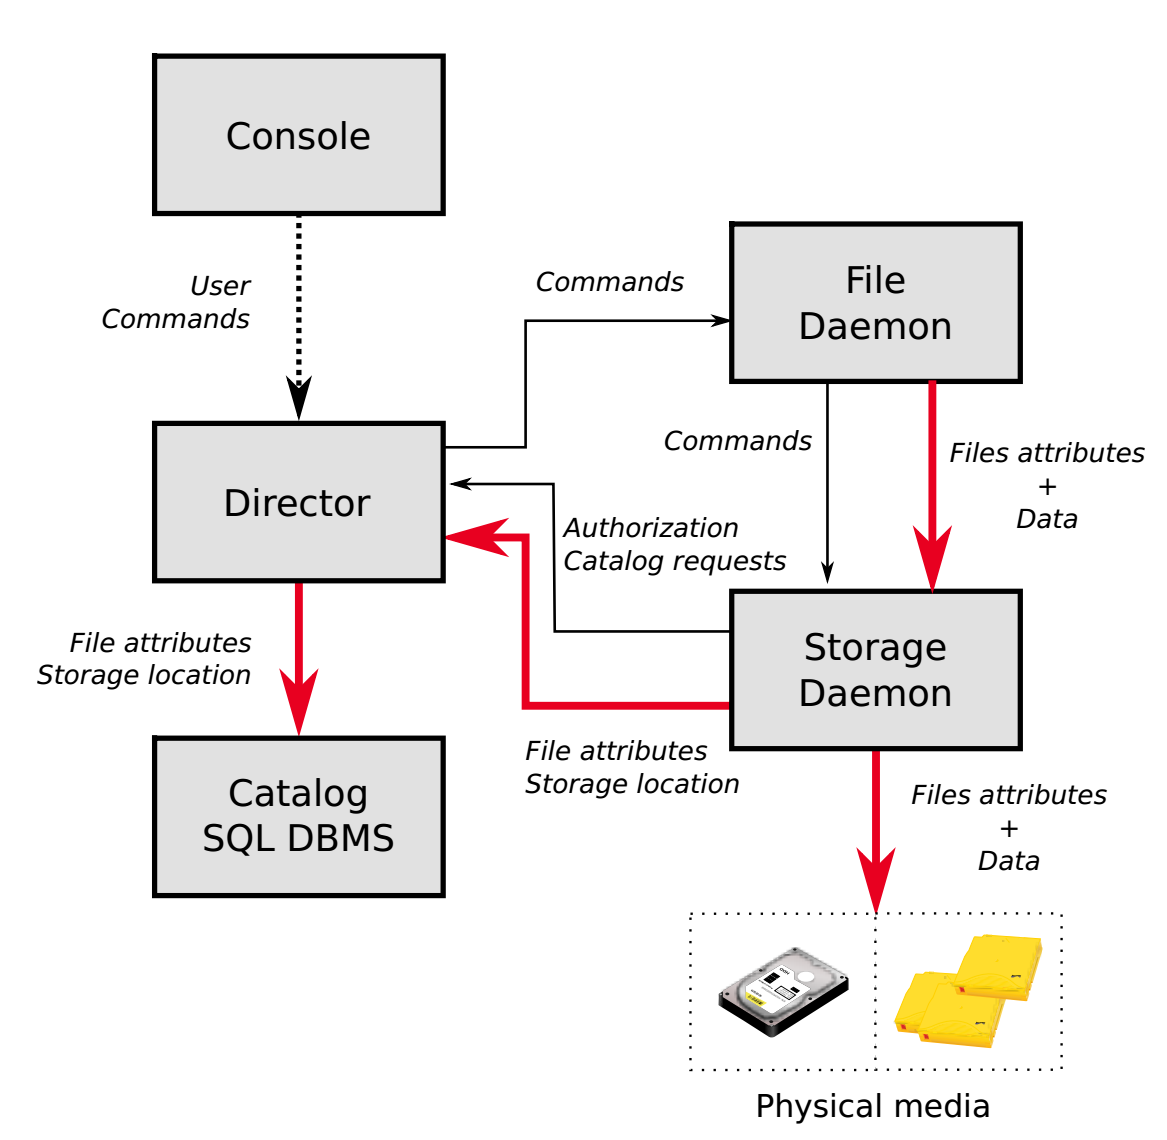 Console
User
Commands
Commands
File
Daemon
Director
Commands
Files attributes
+
Data
Authorization
Catalog requests
File attributes
Storage location
Storage
Daemon
File attributes
Storage location
Catalog
SQL DBMS
Files attributes
+
Data
Physical media